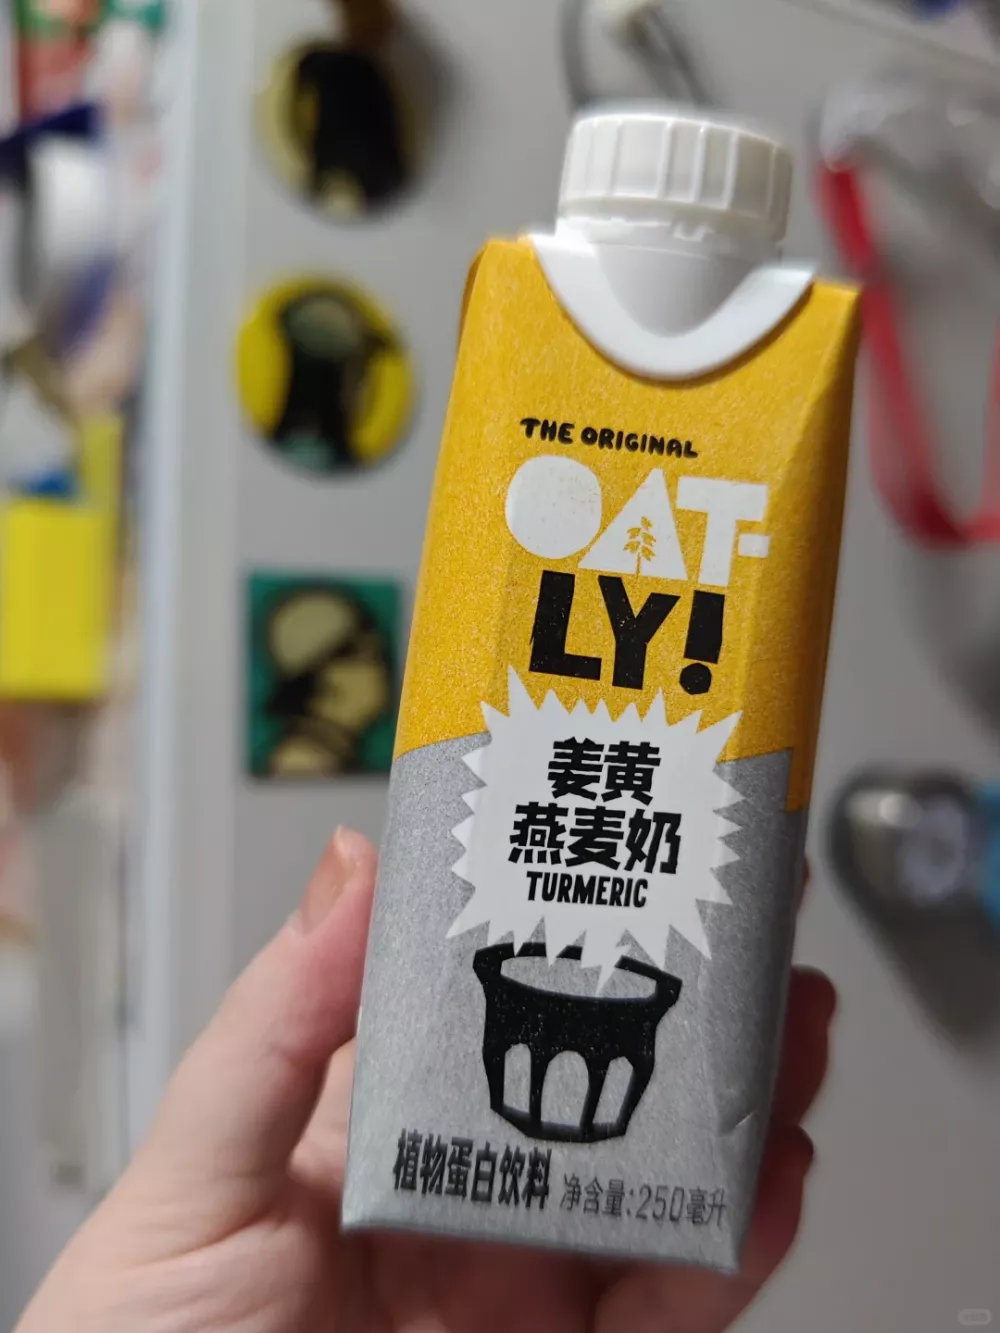 THE ORIGINAL
OAT-
LY!
姜黄
燕麦奶
TURMERIC
植物蛋白饮料 净含量:250毫升